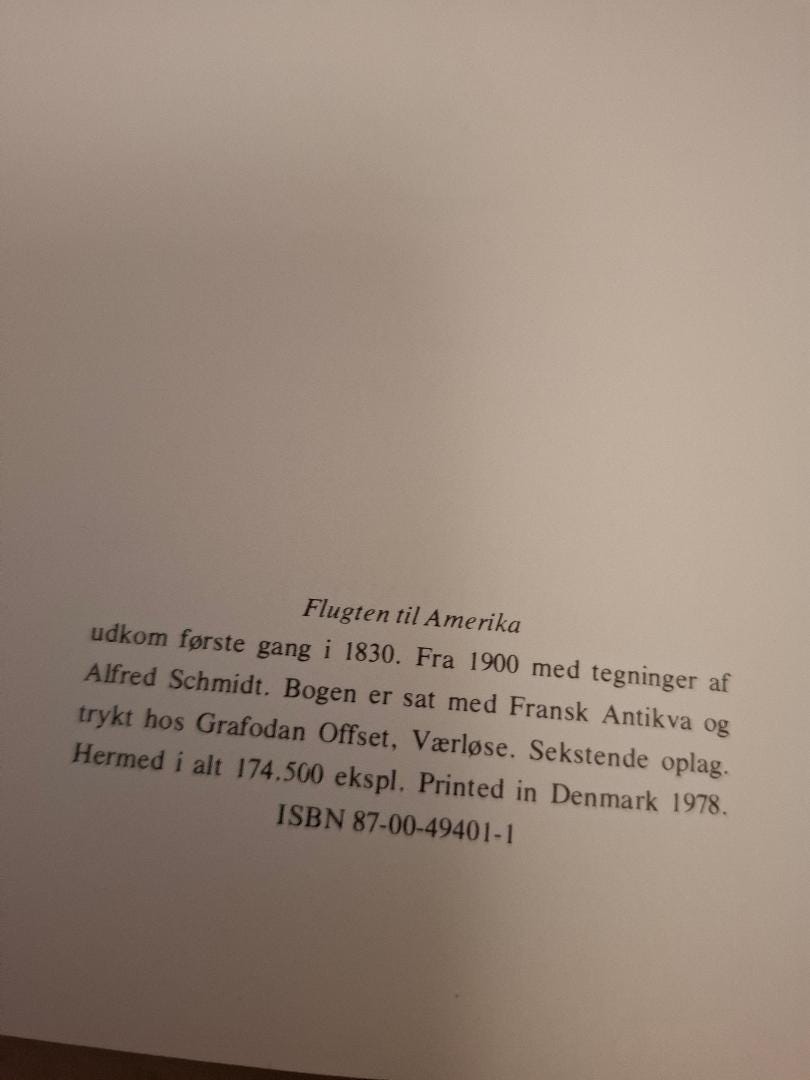 Flugten til Amerika
udkom første gang i 1830. Fra 1900 med tegninger af
Alfred Schmidt. Bogen er sat med Fransk Antikva og
trykt hos Grafodan Offset, Værløse. Sekstende oplag.
Hermed i alt 174.500 ekspl. Printed in Denmark 1978.
ISBN 87-00-49401-1